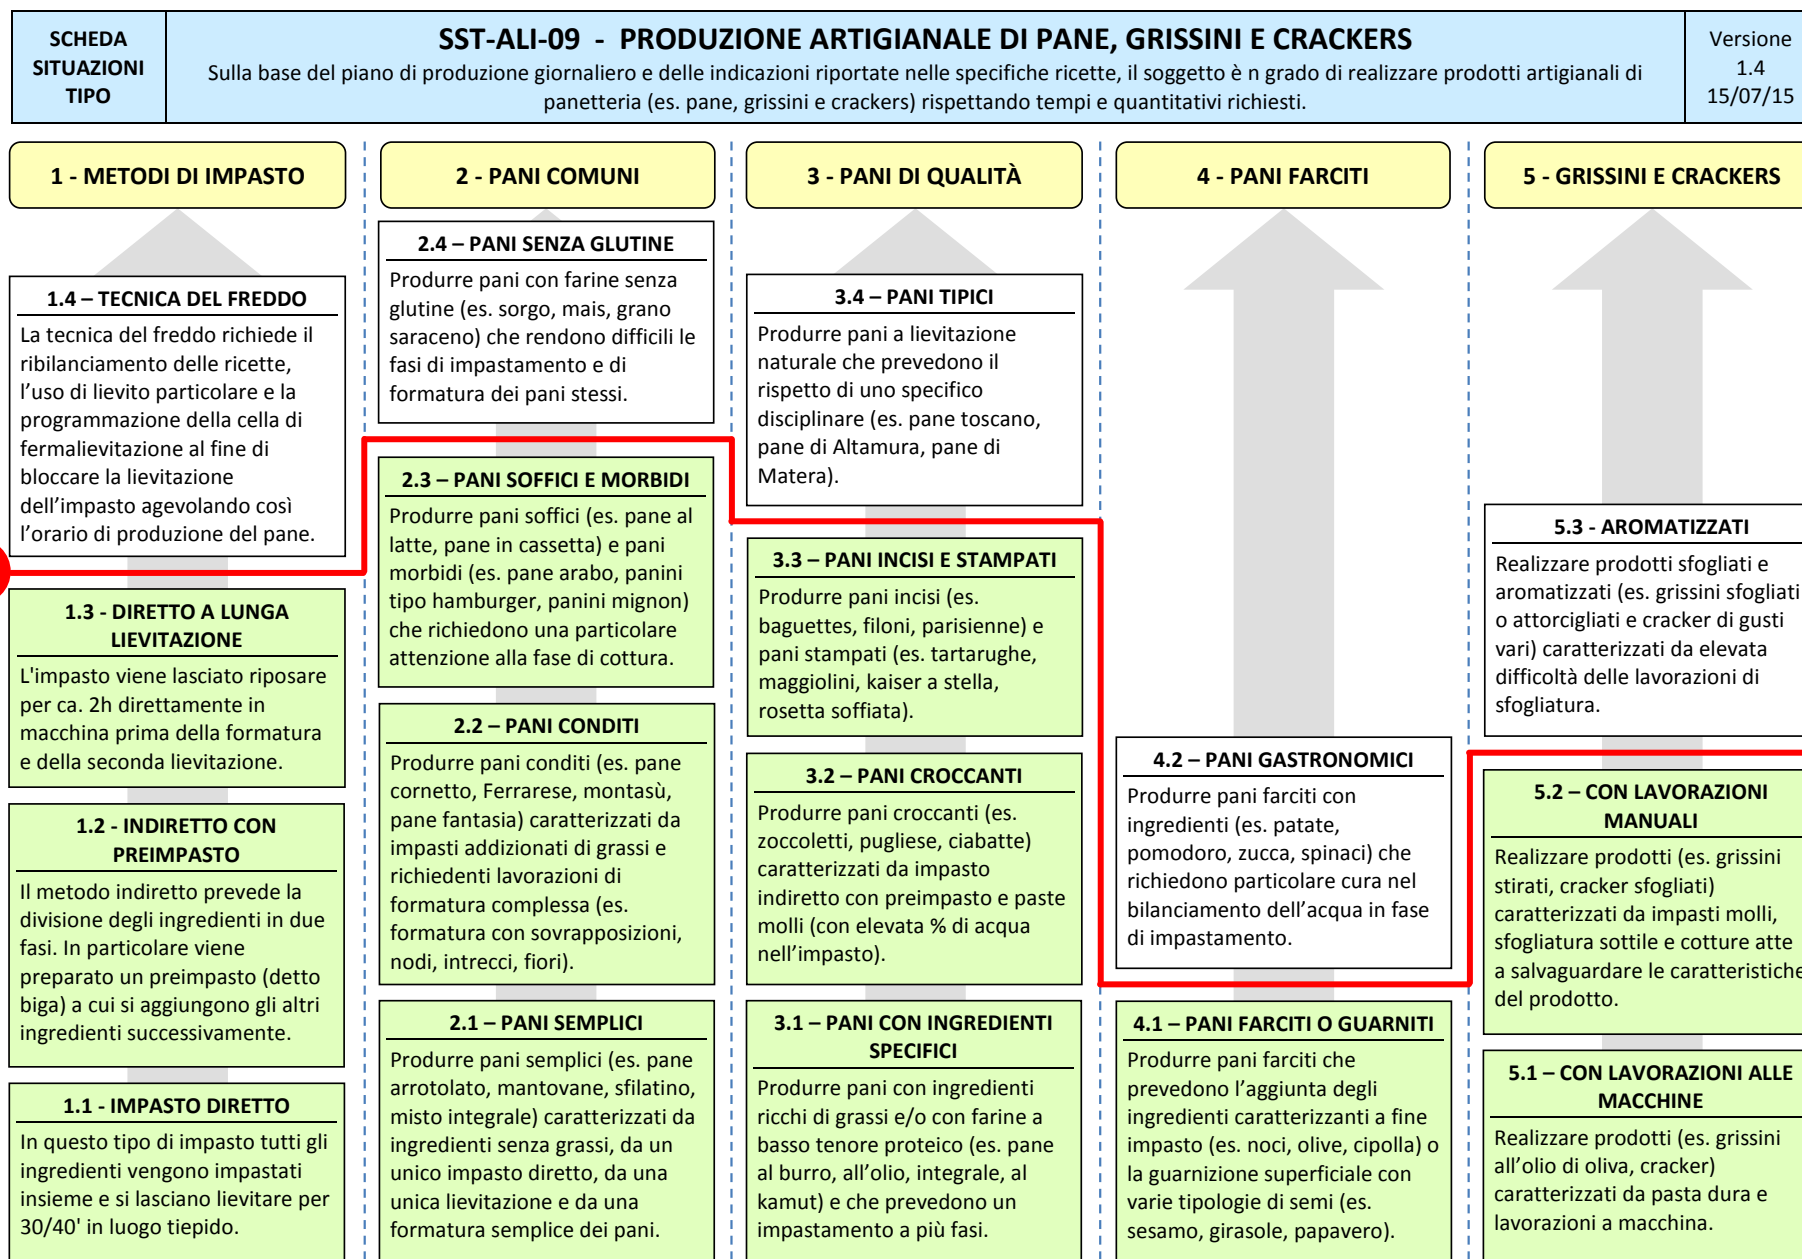 SCHEDA
SITUAZIONI
TIPO
SST-ALI-09 - PRODUZIONE ARTIGIANALE DI PANE, GRISSINI E CRACKERS
Sulla base del piano di produzione giornaliero e delle indicazioni riportate nelle specifiche ricette, il soggetto è n grado di realizzare prodotti artigianali di
panetteria (es. pane, grissini e crackers) rispettando tempi e quantitativi richiesti.
Versione
1.4
15/07/15
1 - METODI DI IMPASTO
1.4 – TECNICA DEL FREDDO
La tecnica del freddo richiede il
ribilanciamento delle ricette,
l’uso di lievito particolare e la
programmazione della cella di
fermalievitazione al fine di
bloccare la lievitazione
dell’impasto agevolando così
l’orario di produzione del pane.
1.3 - DIRETTO A LUNGA
LIEVITAZIONE
L'impasto viene lasciato riposare
per ca. 2h direttamente in
macchina prima della formatura
e della seconda lievitazione.
1.2 - INDIRETTO CON
PREIMPASTO
Il metodo indiretto prevede la
divisione degli ingredienti in due
fasi. In particolare viene
preparato un preimpasto (detto
biga) a cui si aggiungono gli altri
ingredienti successivamente.
1.1 - IMPASTO DIRETTO
In questo tipo di impasto tutti gli
ingredienti vengono impastati
insieme e si lasciano lievitare per
30/40' in luogo tiepido.
2 - PANI COMUNI
2.4 – PANI SENZA GLUTINE
Produrre pani con farine senza
glutine (es. sorgo, mais, grano
saraceno) che rendono difficili le
fasi di impastamento e di
formatura dei pani stessi.
2.3 – PANI SOFFICI E MORBIDI
Produrre pani soffici (es. pane al
latte, pane in cassetta) e pani
morbidi (es. pane arabo, panini
tipo hamburger, panini mignon)
che richiedono una particolare
attenzione alla fase di cottura.
2.2 – PANI CONDITI
Produrre pani conditi (es. pane
cornetto, Ferrarese, montasù,
pane fantasia) caratterizzati da
impasti addizionati di grassi e
richiedenti lavorazioni di
formatura complessa (es.
formatura con sovrapposizioni,
nodi, intrecci, fiori).
2.1 – PANI SEMPLICI
Produrre pani semplici (es. pane
arrotolato, mantovane, sfilatino,
misto integrale) caratterizzati da
ingredienti senza grassi, da un
unico impasto diretto, da una
unica lievitazione e da una
formatura semplice dei pani.
3 - PANI DI QUALITÀ
3.4 – PANI TIPICI
Produrre pani a lievitazione
naturale che prevedono il
rispetto di uno specifico
disciplinare (es. pane toscano,
pane di Altamura, pane di
Matera).
3.3 – PANI INCISI E STAMPATI
Produrre pani incisi (es.
baguettes, filoni, parisienne) e
pani stampati (es. tartarughe,
maggiolini, kaiser a stella,
rosetta soffiata).
3.2 – PANI CROCCANTI
Produrre pani croccanti (es.
zoccoletti, pugliese, ciabatte)
caratterizzati da impasto
indiretto con preimpasto e paste
molli (con elevata % di acqua
nell’impasto).
3.1 – PANI CON INGREDIENTI
SPECIFICI
Produrre pani con ingredienti
ricchi di grassi e/o con farine a
basso tenore proteico (es. pane
al burro, all’olio, integrale, al
kamut) e che prevedono un
impastamento a più fasi.
4 - PANI FARCITI
4.2 – PANI GASTRONOMICI
Produrre pani farciti con
ingredienti (es. patate,
pomodoro, zucca, spinaci) che
richiedono particolare cura nel
bilanciamento dell’acqua in fase
di impastamento.
4.1 – PANI FARCITI O GUARNITI
Produrre pani farciti che
prevedono l’aggiunta degli
ingredienti caratterizzanti a fine
impasto (es. noci, olive, cipolla) o
la guarnizione superficiale con
varie tipologie di semi (es.
sesamo, girasole, papavero).
5 - GRISSINI E CRACKERS
5.3 - AROMATIZZATI
Realizzare prodotti sfogliati e
aromatizzati (es. grissini sfogliati
o attorcigliati e cracker di gusti
vari) caratterizzati da elevata
difficoltà delle lavorazioni di
sfogliatura.
5.2 – CON LAVORAZIONI
MANUALI
Realizzare prodotti (es. grissini
stirati, cracker sfogliati)
caratterizzati da impasti molli,
sfogliatura sottile e cotture atte
a salvaguardare le caratteristiche
del prodotto.
5.1 – CON LAVORAZIONI ALLE
MACCHINE
Realizzare prodotti (es. grissini
all’olio di oliva, cracker)
caratterizzati da pasta dura e
lavorazioni a macchina.